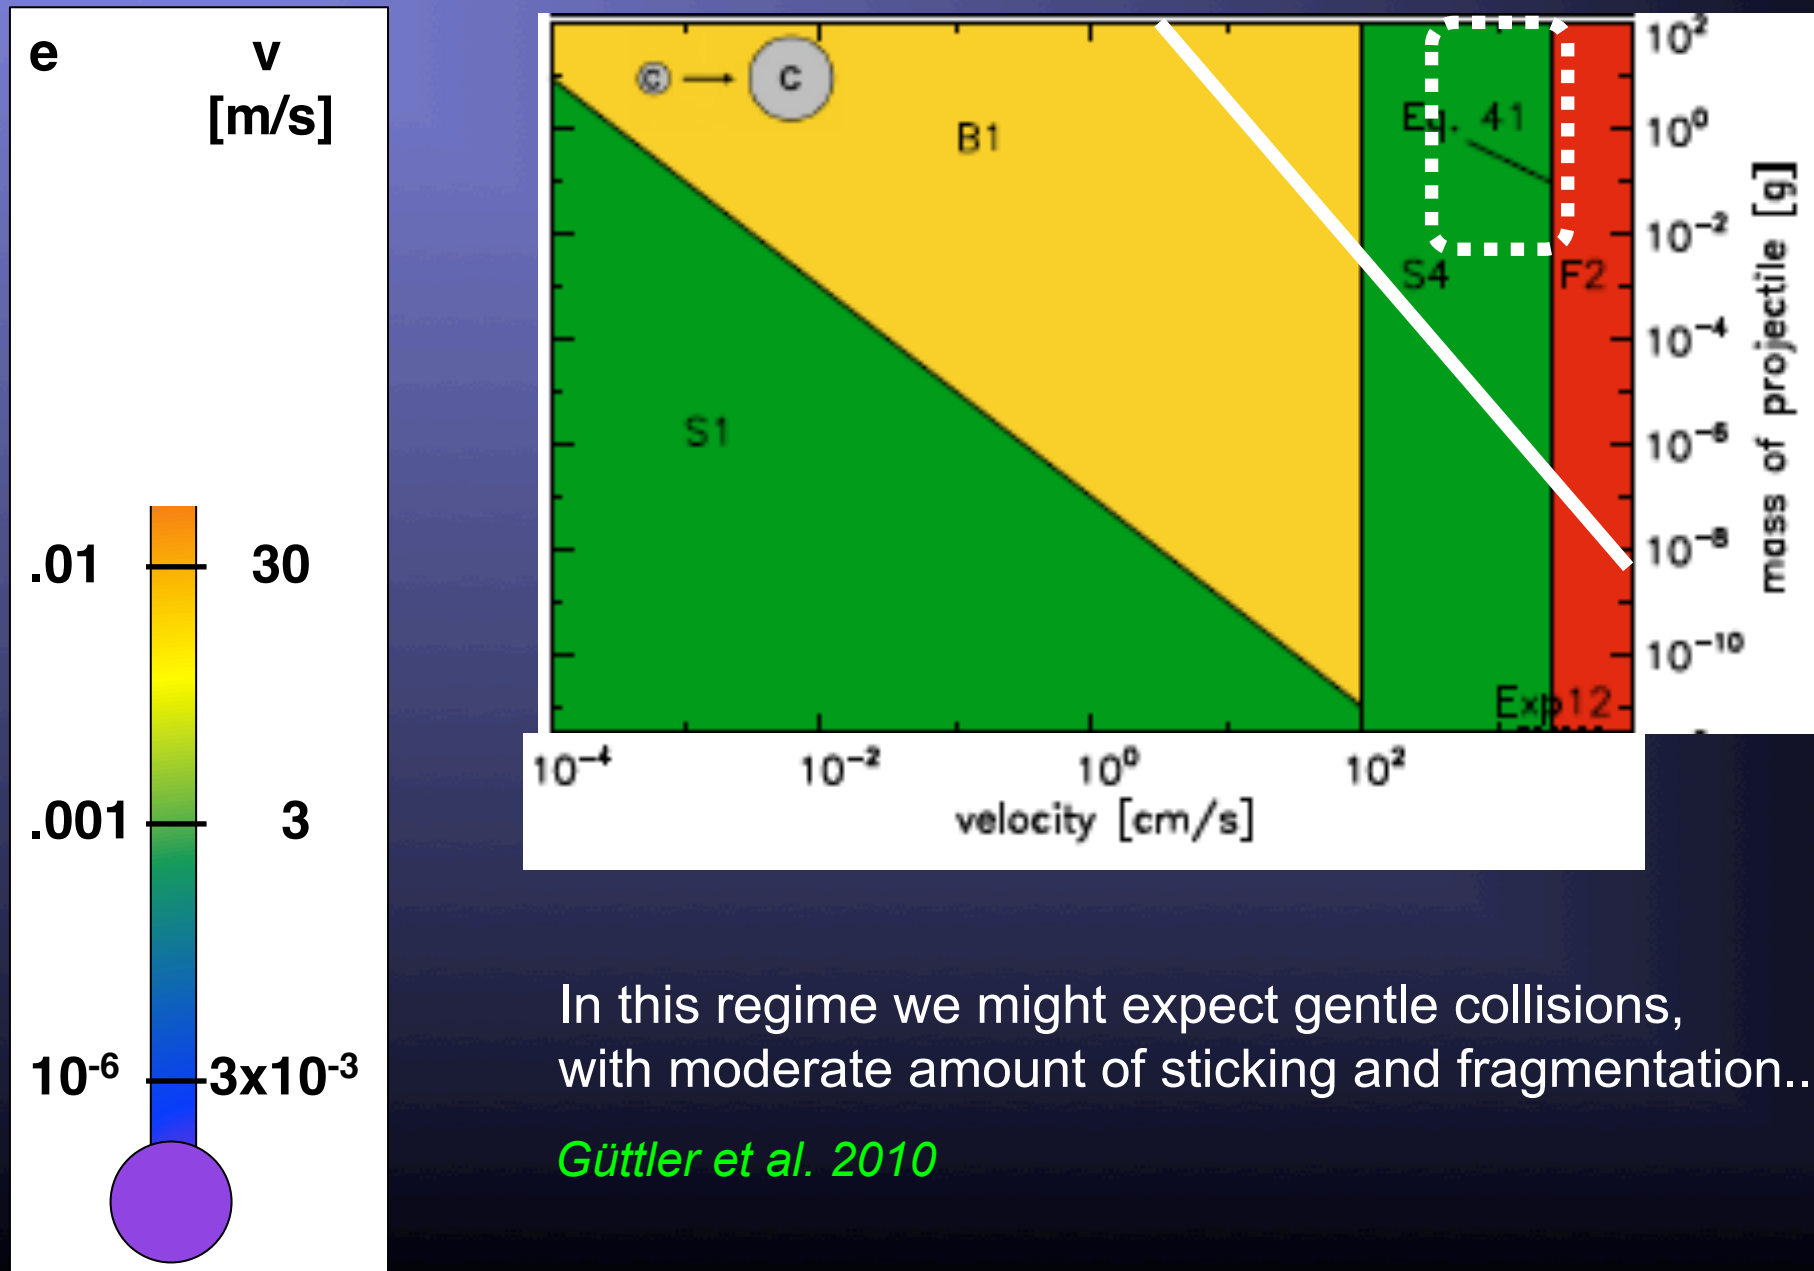 e v
[m/s]
.01 30
.001 3
10⁻⁶ 3x10⁻³
c → c
B1
Eq. 41
S4
F2
S1
Exp12
10²
10⁰
10⁻²
10⁻⁴
10⁻⁶
10⁻⁸
10⁻¹⁰
mass of projectile [g]
10⁻⁴ 10⁻² 10⁰ 10²
velocity [cm/s]
In this regime we might expect gentle collisions,
with moderate amount of sticking and fragmentation..
Güttler et al. 2010